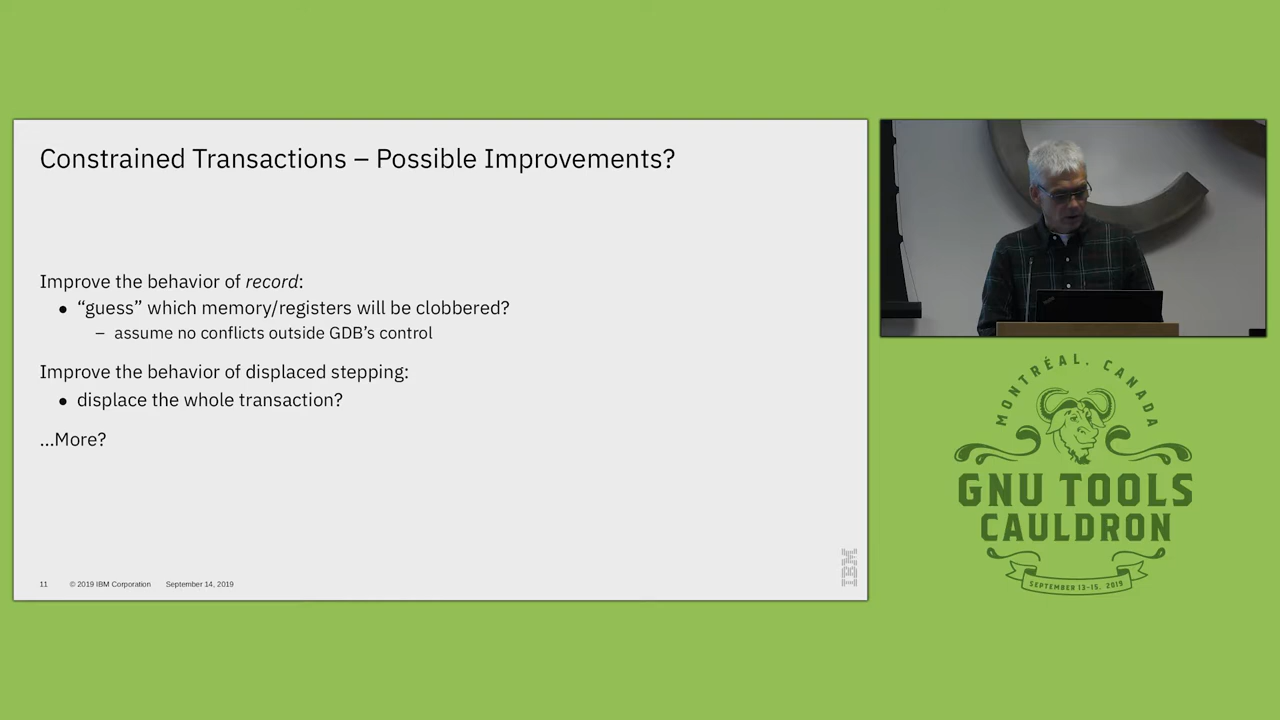 Constrained Transactions – Possible Improvements?
Improve the behavior of record:
● “guess” which memory/registers will be clobbered?
– assume no conflicts outside GDB’s control
Improve the behavior of displaced stepping:
● displace the whole transaction?
...More?
11 © 2019 IBM Corporation September 14, 2019
IBM
MONTRÉAL, CANADA
GNU TOOLS
CAULDRON
SEPTEMBER 13-15, 2019